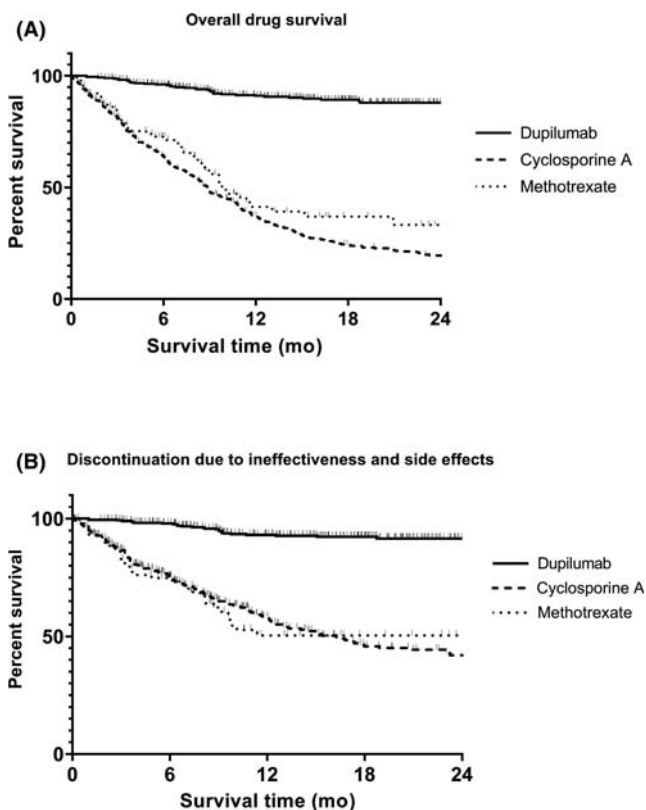 (A)
Overall drug survival
Percent survival
100
50
0
0 6 12 18 24
Survival time (mo)
Dupilumab
Cyclosporine A
Methotrexate
(B) Discontinuation due to ineffectiveness and side effects
Percent survival
100
50
0
0 6 12 18 24
Survival time (mo)
Dupilumab
Cyclosporine A
Methotrexate